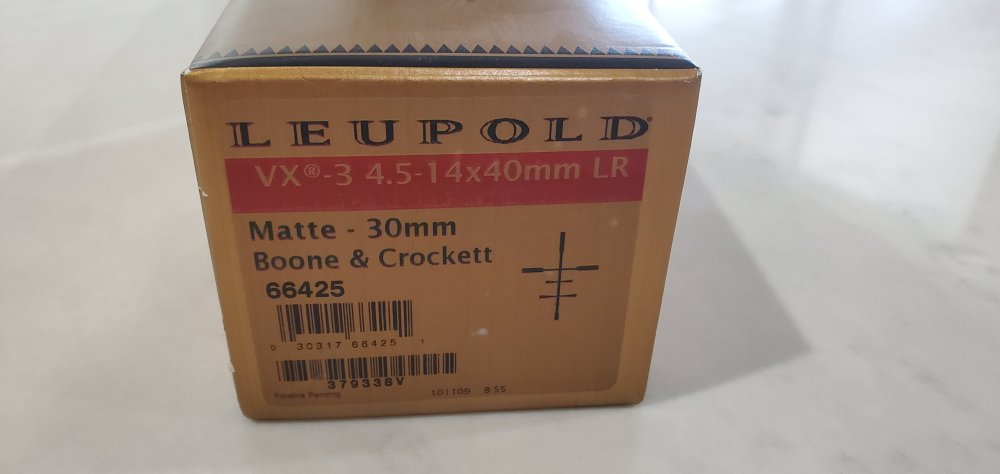 LEUPOLD
VX®-3 4.5-14x40mm LR
Matte - 30mm
Boone & Crockett
66425
0 30317 66425 1
379338V
Patents Pending
101109 8:55